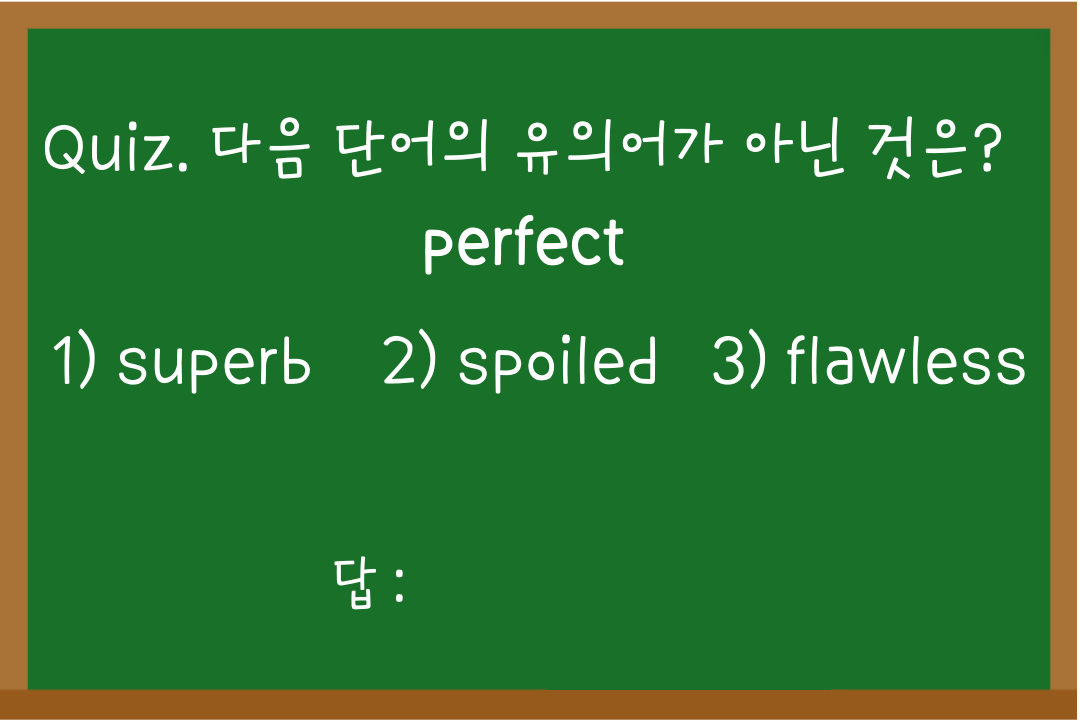 Quiz. 다음 단어의 유의어가 아닌 것은?
perfect
1) superb 2) spoiled 3) flawless
답 :